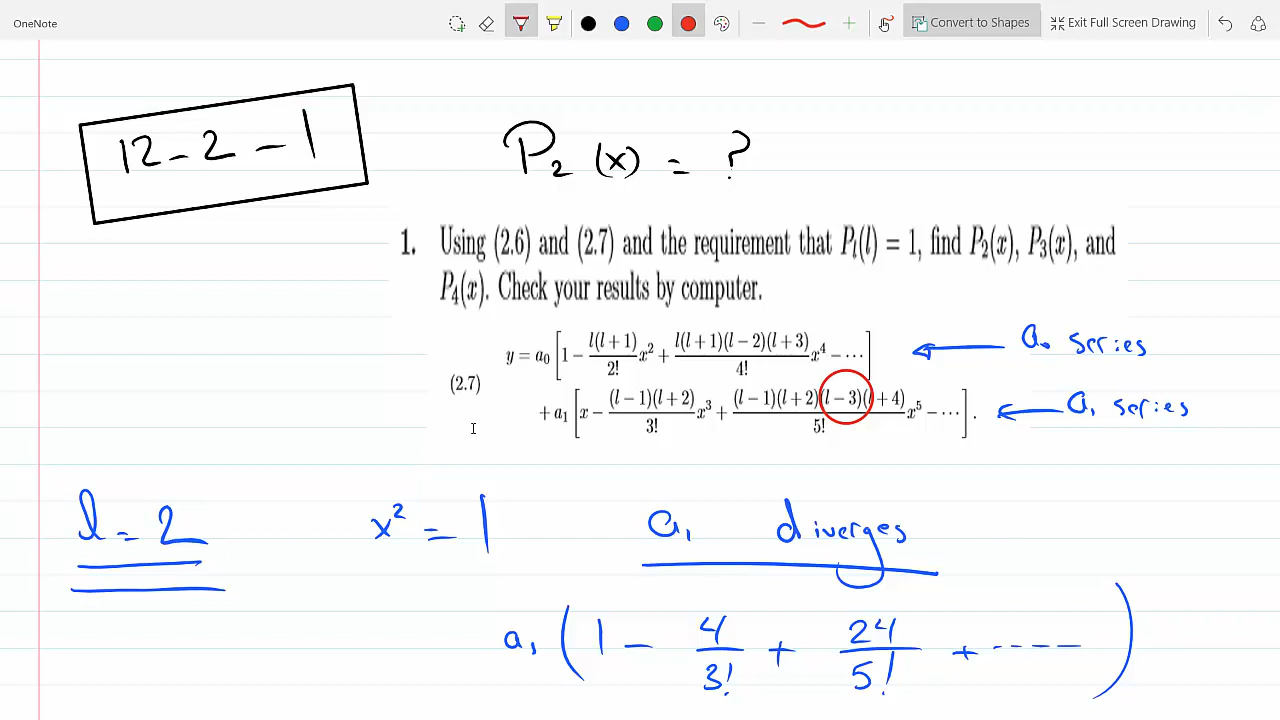 OneNote
Convert to Shapes
Exit Full Screen Drawing
12 - 2 - 1
P₂ (x) = ?
1. Using (2.6) and (2.7) and the requirement that Pₗ(l) = 1, find P₂(x), P₃(x), and
P₄(x). Check your results by computer.
y = a₀ [1 − l(l + 1)/2! x² + l(l + 1)(l − 2)(l + 3)/4! x⁴ − ⋯]
a₀ series
(2.7)
+ a₁ [x − (l − 1)(l + 2)/3! x³ + (l − 1)(l + 2)(l − 3)(l + 4)/5! x⁵ − ⋯].
a₁ series
l = 2
x² = 1
a₁ diverges
a₁ (1 − 4/3! + 24/5! + ----)